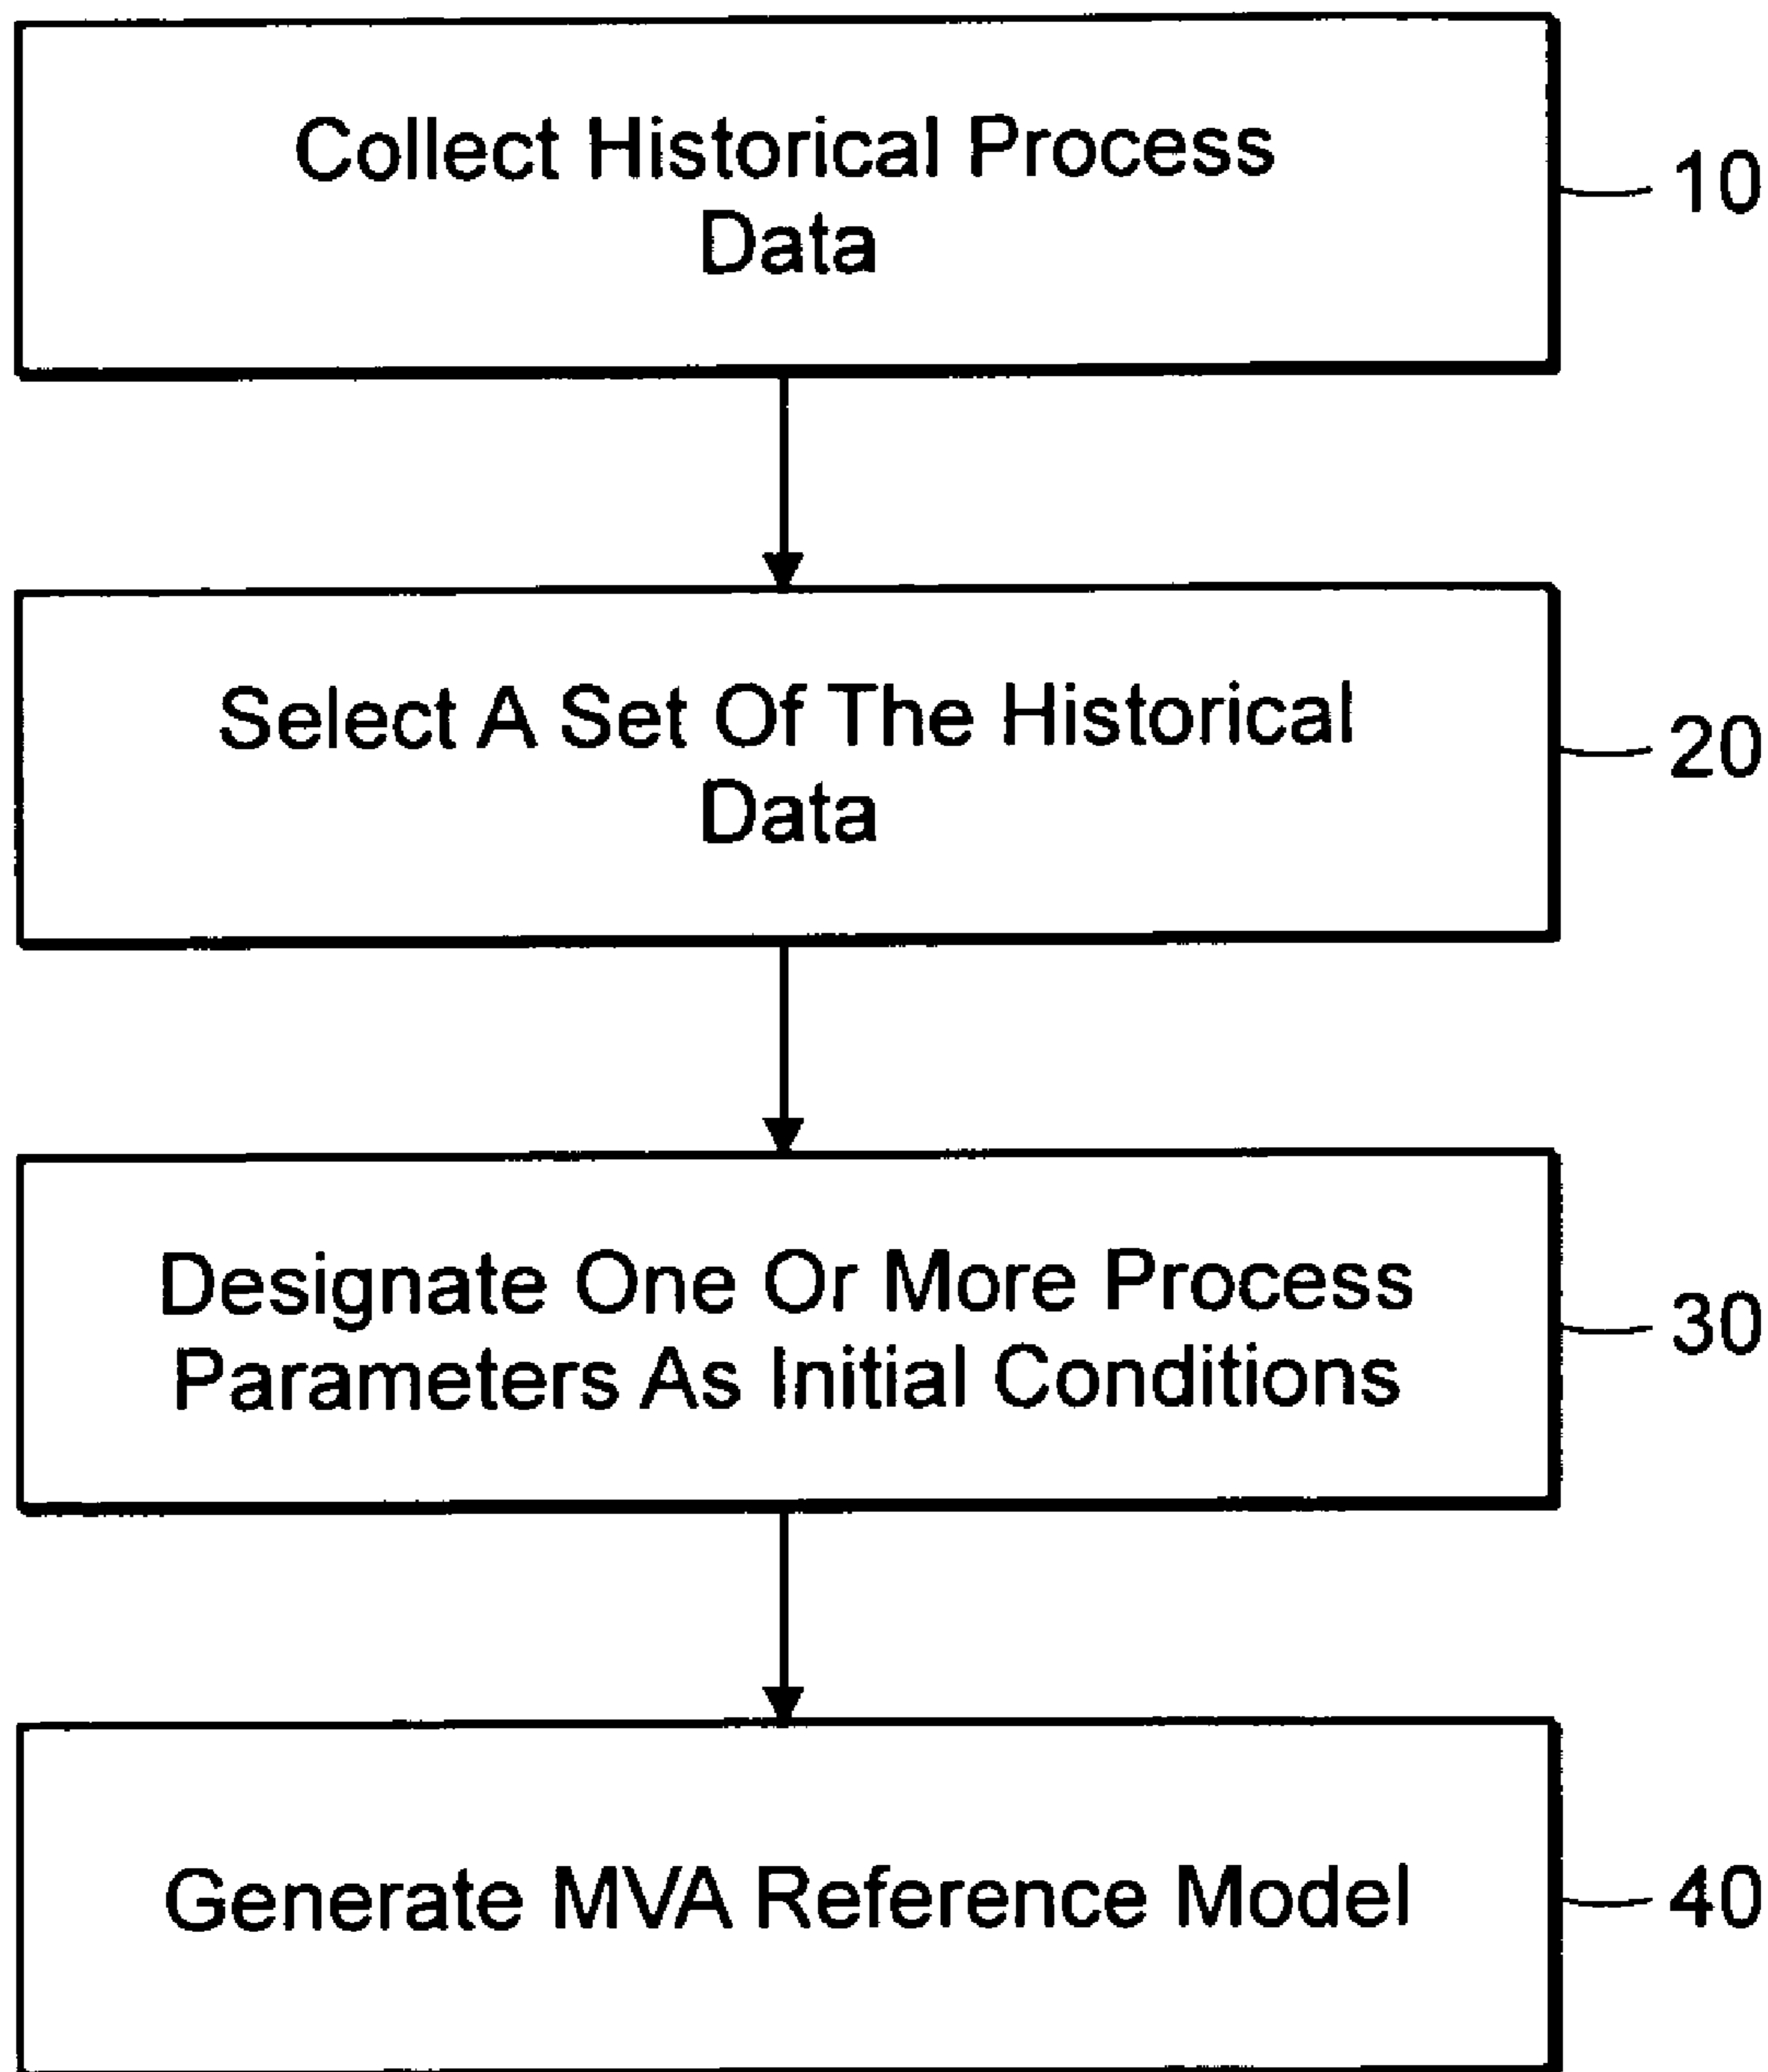 Collect Historical Process
Data
10
Select A Set Of The Historical
Data
20
Designate One Or More Process
Parameters As Initial Conditions
30
Generate MVA Reference Model
40